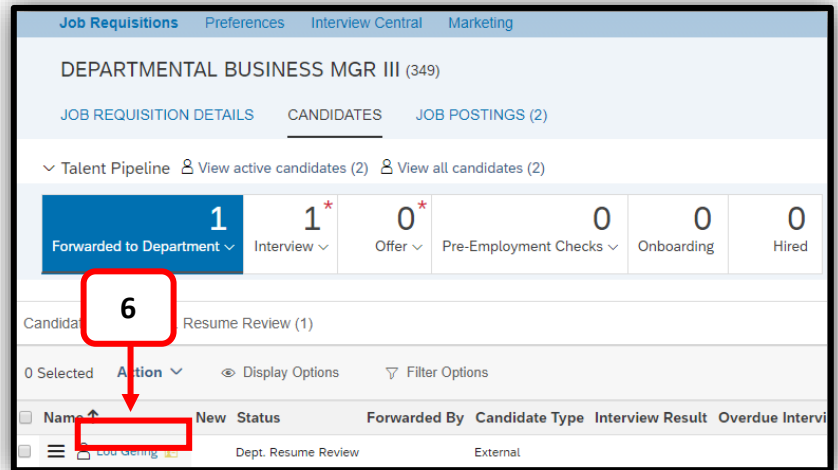 Job Requisitions Preferences Interview Central Marketing
DEPARTMENTAL BUSINESS MGR III (349)
JOB REQUISITION DETAILS CANDIDATES JOB POSTINGS (2)
Talent Pipeline View active candidates (2) View all candidates (2)
1 1* 0* 0 0 0
Forwarded to Department Interview Offer Pre-Employment Checks Onboarding Hired
6
Resume Review (1)
0 Selected Action Display Options Filter Options
Name New Status Forwarded By Candidate Type Interview Result Overdue Intervi
Lou Gehrig Dept. Resume Review External